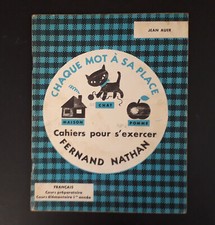 JEAN AUER
CHAQUE MOT À SA PLACE
CHAT
MAISON
POMME
Cahiers pour s'exercer
FERNAND NATHAN
FRANÇAIS
Cours préparatoire
Cours élémentaire 1re année